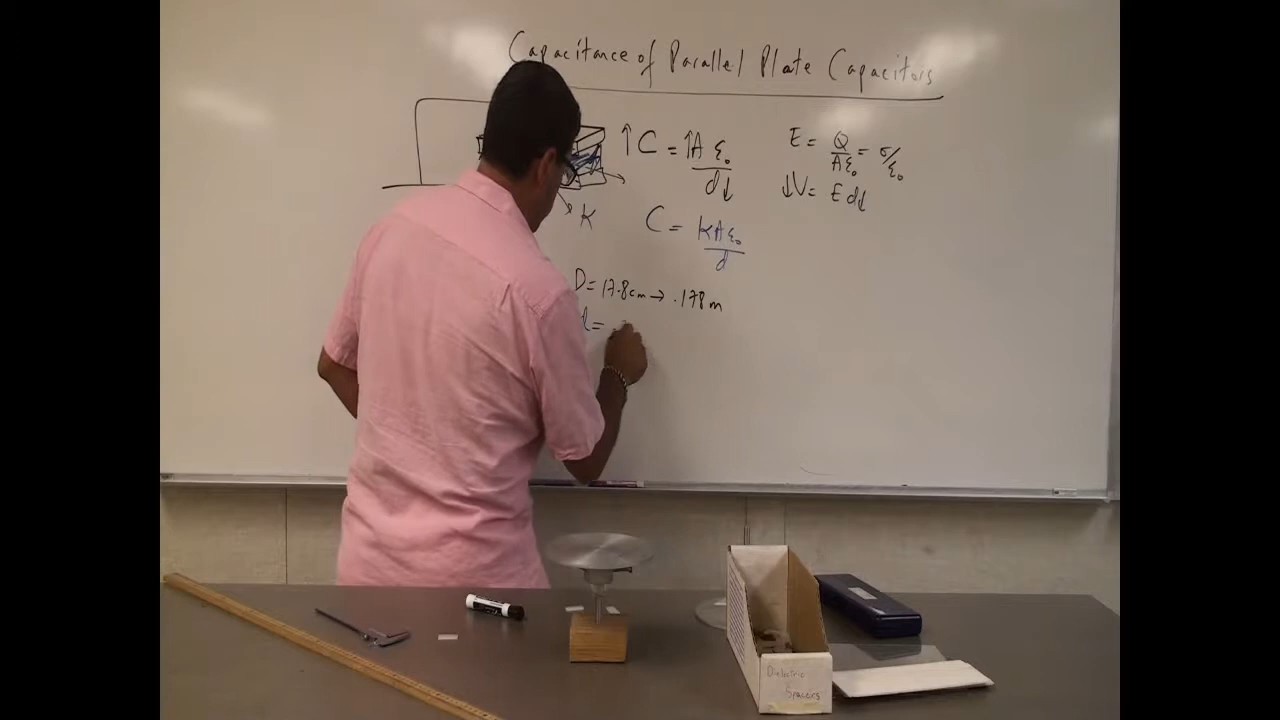 Capacitance of Parallel Plate Capacitors
↑C = ↑A ε₀ / d↓
E = Q / Aε₀ = σ/ε₀
↓V = E d↓
K
C = KAε₀ / d
D = 17.8cm → .178m
d =
Dielectric
Spacers